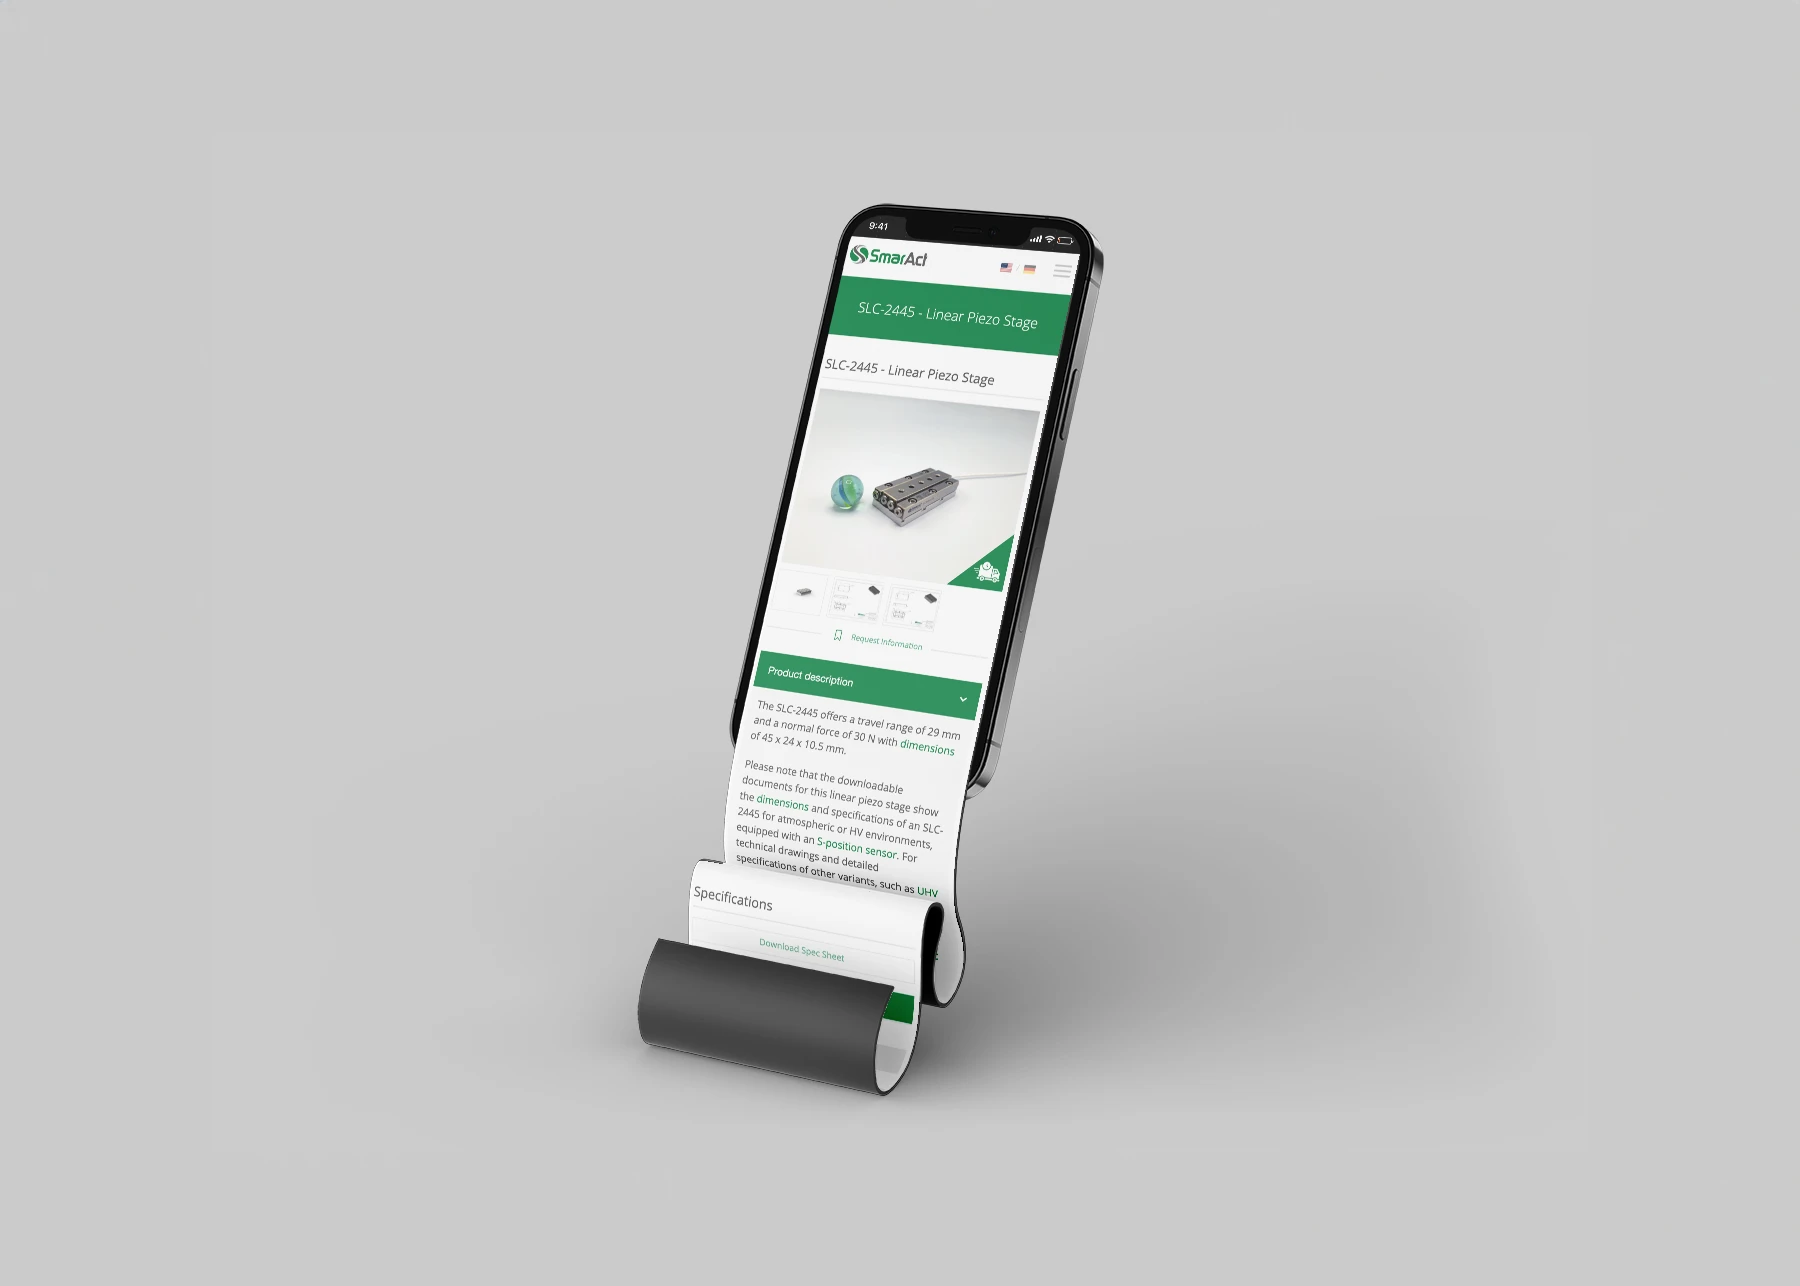 9:41
SmarAct
SLC-2445 - Linear Piezo Stage
SLC-2445 - Linear Piezo Stage
Request Information
Product description
The SLC-2445 offers a travel range of 29 mm
and a normal force of 30 N with dimensions
of 45 x 24 x 10.5 mm.
Please note that the downloadable
documents for this linear piezo stage show
the dimensions and specifications of an SLC-
2445 for atmospheric or HV environments,
equipped with an S-position sensor. For
technical drawings and detailed
specifications of other variants, such as UHV
Specifications
Download Spec Sheet